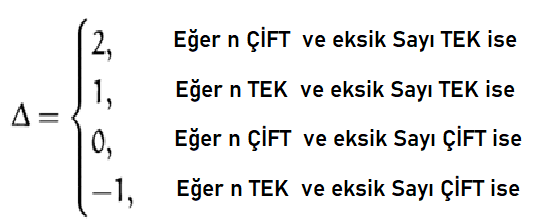 2, Eğer n ÇİFT ve eksik Sayı TEK ise
1, Eğer n TEK ve eksik Sayı TEK ise
Δ =
0, Eğer n ÇİFT ve eksik Sayı ÇİFT ise
−1, Eğer n TEK ve eksik Sayı ÇİFT ise